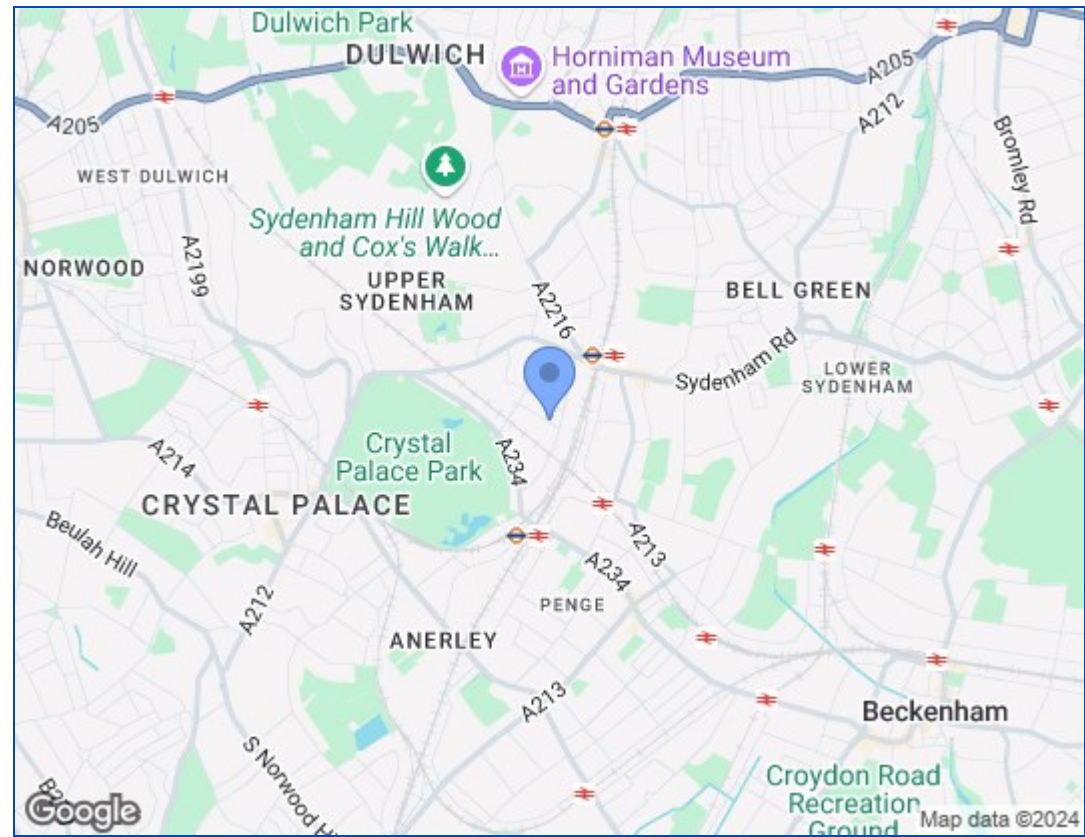 Dulwich Park
DULWICH
Horniman Museum
and Gardens
A205
A205
A212
Bromley Rd
WEST DULWICH
Sydenham Hill Wood
and Cox's Walk...
NORWOOD
A2199
UPPER
SYDENHAM
A2216
BELL GREEN
Sydenham Rd
LOWER
SYDENHAM
Crystal
Palace Park
A234
A214
CRYSTAL PALACE
Beulah Hill
A213
A234
A212
PENGE
ANERLEY
A213
Beckenham
S Norwood
Croydon Road
Recreation
Ground
Google
Map data ©2024